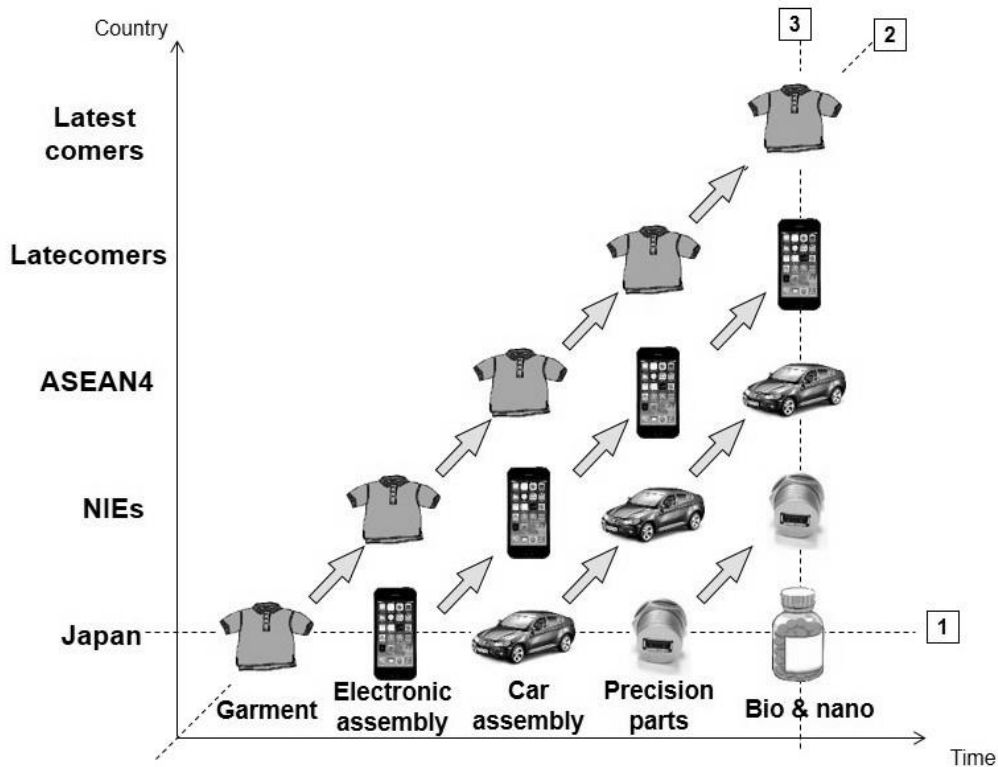 Country
3
2
Latest
comers
Latecomers
ASEAN4
NIEs
Japan
1
Garment
Electronic
assembly
Car
assembly
Precision
parts
Bio & nano
Time